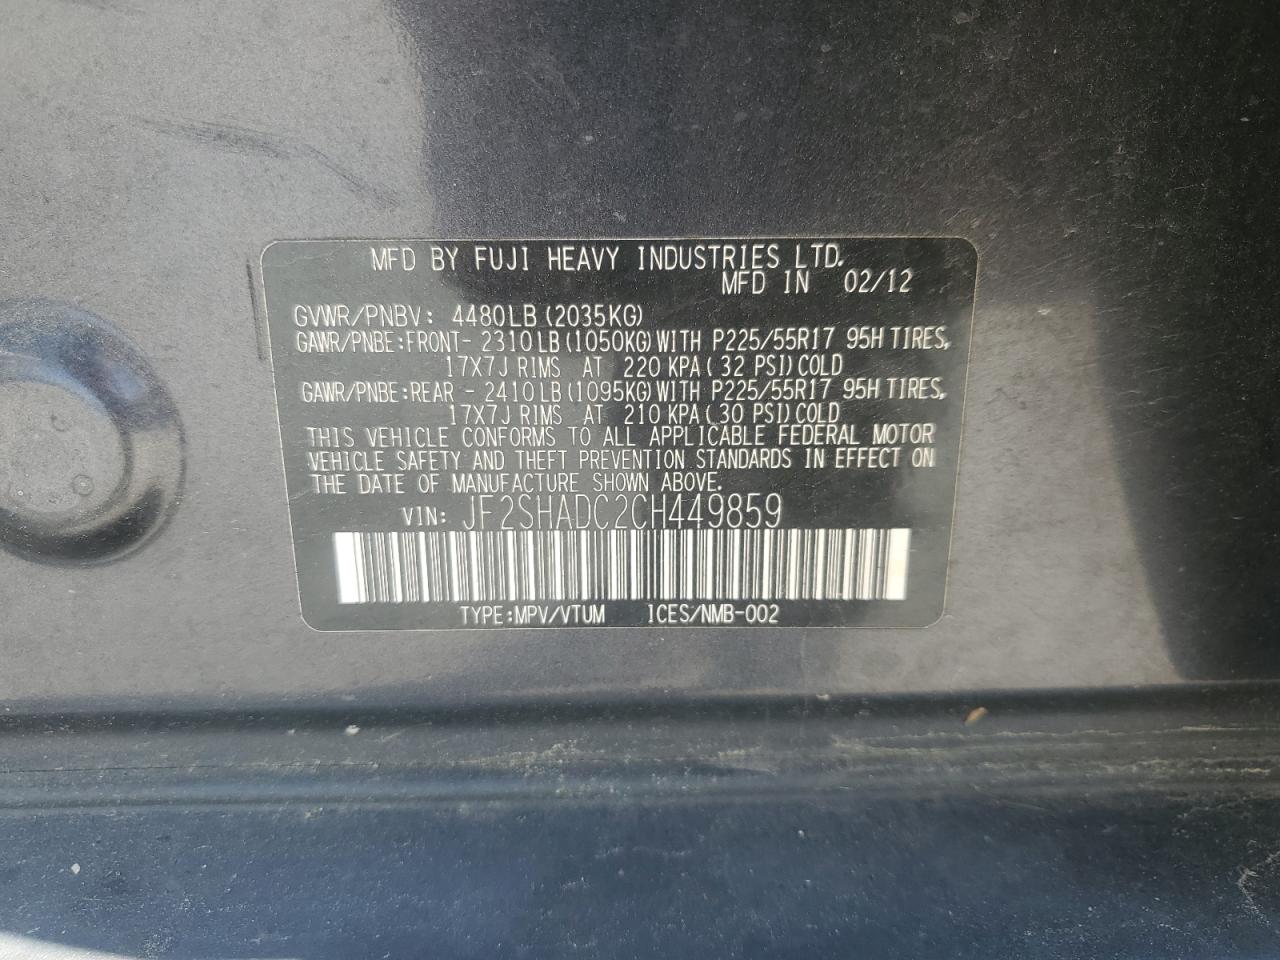 MFD BY FUJI HEAVY INDUSTRIES LTD.
MFD IN 02/12
GVWR/PNBV: 4480LB(2035KG)
GAWR/PNBE:FRONT- 2310LB(1050KG)WITH P225/55R17 95H TIRES,
17X7J RIMS AT 220 KPA( 32 PSI)COLD
GAWR/PNBE:REAR - 2410LB(1095KG)WITH P225/55R17 95H TIRES,
17X7J RIMS AT 210 KPA( 30 PSI)COLD
THIS VEHICLE CONFORMS TO ALL APPLICABLE FEDERAL MOTOR
VEHICLE SAFETY AND THEFT PREVENTION STANDARDS IN EFFECT ON
THE DATE OF MANUFACTURE SHOWN ABOVE.
VIN: JF2SHADC2CH449859
TYPE:MPV/VTUM ICES/NMB-002